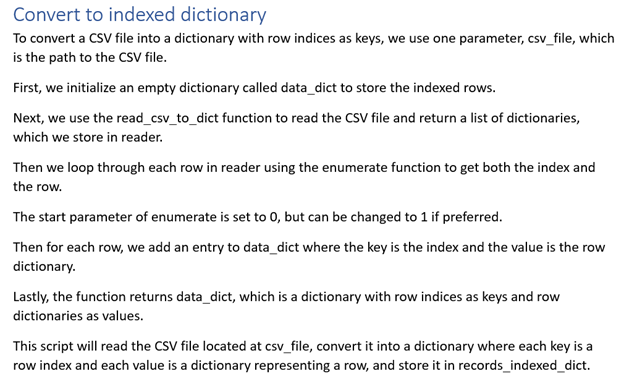 Convert to indexed dictionary
To convert a CSV file into a dictionary with row indices as keys, we use one parameter, csv_file, which
is the path to the CSV file.
First, we initialize an empty dictionary called data_dict to store the indexed rows.
Next, we use the read_csv_to_dict function to read the CSV file and return a list of dictionaries,
which we store in reader.
Then we loop through each row in reader using the enumerate function to get both the index and
the row.
The start parameter of enumerate is set to 0, but can be changed to 1 if preferred.
Then for each row, we add an entry to data_dict where the key is the index and the value is the row
dictionary.
Lastly, the function returns data_dict, which is a dictionary with row indices as keys and row
dictionaries as values.
This script will read the CSV file located at csv_file, convert it into a dictionary where each key is a
row index and each value is a dictionary representing a row, and store it in records_indexed_dict.